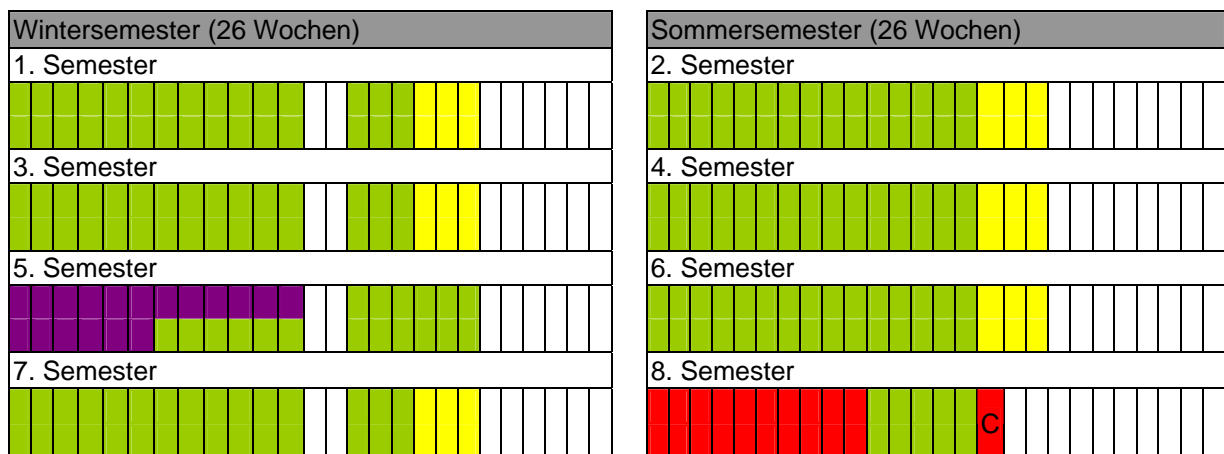 Wintersemester (26 Wochen)
Sommersemester (26 Wochen)
1. Semester
2. Semester
3. Semester
4. Semester
5. Semester
6. Semester
7. Semester
8. Semester
C